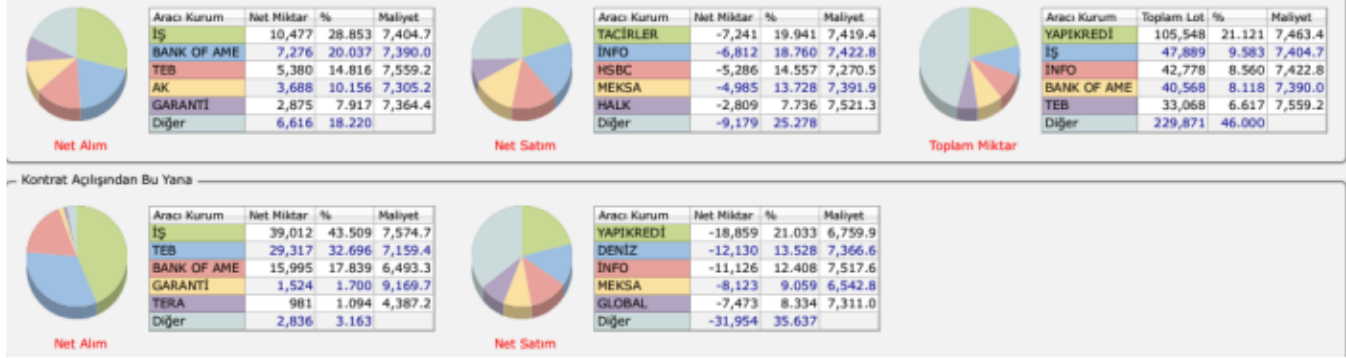 Aracı Kurum Net Miktar % Maliyet
İŞ 10,477 28.853 7,404.7
BANK OF AME 7,276 20.037 7,390.0
TEB 5,380 14.816 7,559.2
AK 3,688 10.156 7,305.2
GARANTİ 2,875 7.917 7,364.4
Diğer 6,616 18.220
Net Alım
Aracı Kurum Net Miktar % Maliyet
TACİRLER -7,241 19.941 7,419.4
İNFO -6,812 18.760 7,422.8
HSBC -5,286 14.557 7,270.5
MEKSA -4,985 13.728 7,391.9
HALK -2,809 7.736 7,521.3
Diğer -9,179 25.278
Net Satım
Aracı Kurum Toplam Lot % Maliyet
YAPIKREDİ 105,548 21.121 7,463.4
İŞ 47,889 9.583 7,404.7
İNFO 42,778 8.560 7,422.8
BANK OF AME 40,568 8.118 7,390.0
TEB 33,068 6.617 7,559.2
Diğer 229,871 46.000
Toplam Miktar
Kontrat Açılışından Bu Yana
Aracı Kurum Net Miktar % Maliyet
İŞ 39,012 43.509 7,574.7
TEB 29,317 32.696 7,159.4
BANK OF AME 15,995 17.839 6,493.3
GARANTİ 1,524 1.700 9,169.7
TERA 981 1.094 4,387.2
Diğer 2,836 3.163
Net Alım
Aracı Kurum Net Miktar % Maliyet
YAPIKREDİ -18,859 21.033 6,759.9
DENİZ -12,130 13.528 7,366.6
İNFO -11,126 12.408 7,517.6
MEKSA -8,123 9.059 6,542.8
GLOBAL -7,473 8.334 7,311.0
Diğer -31,954 35.637
Net Satım